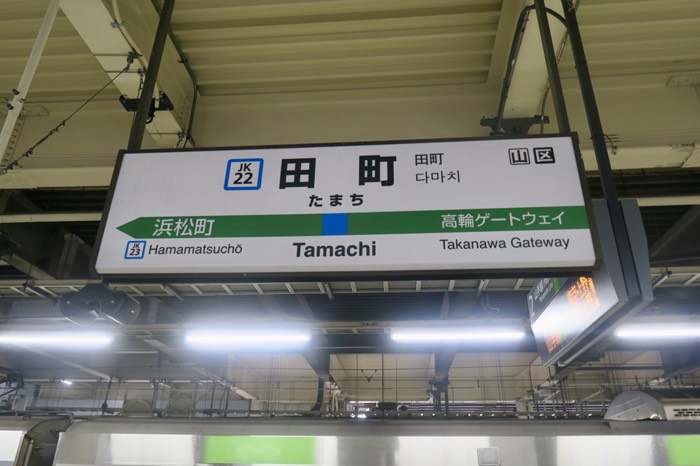 JK
22
田町
たまち
田町
다마치
山区
浜松町
高輪ゲートウェイ
JK
23
Hamamatsuchō
Tamachi
Takanawa Gateway